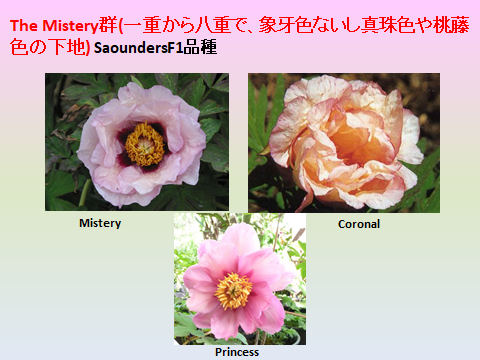 The Mistery群(一重から八重で、象牙色ないし真珠色や桃藤
色の下地) SaoundersF1品種
Mistery
Coronal
Princess